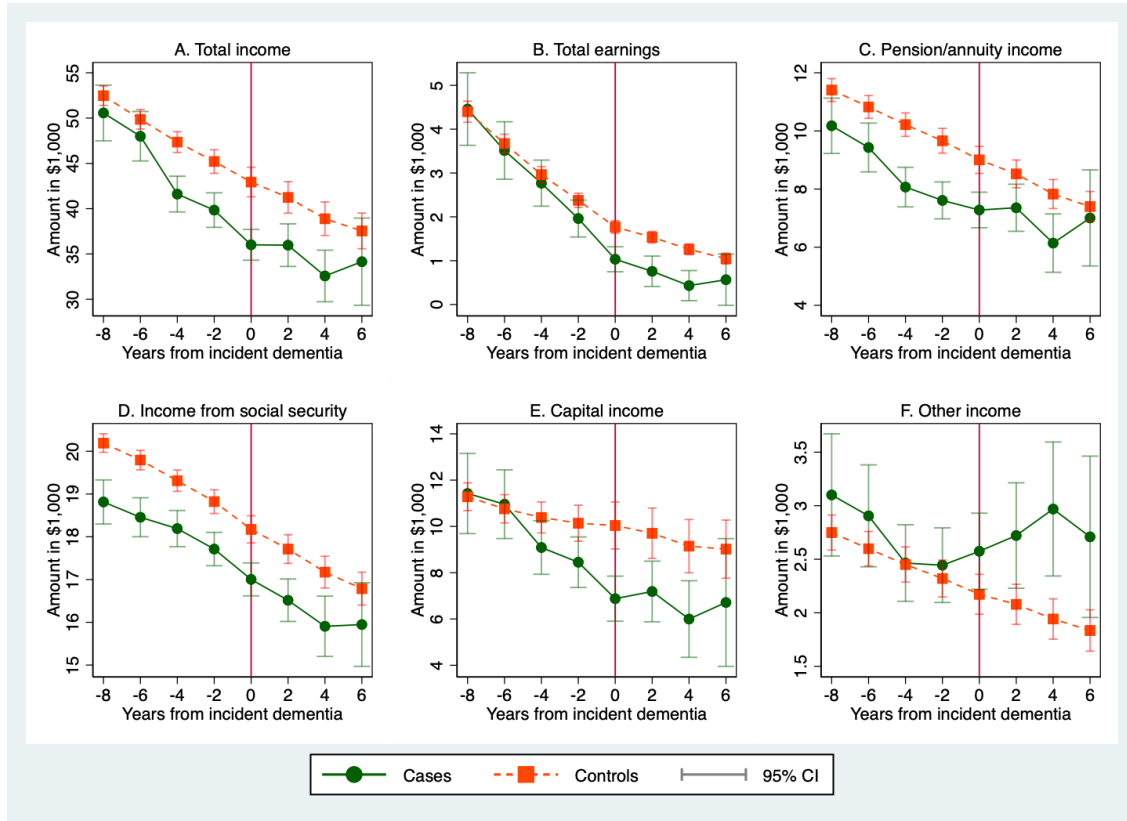 A. Total income
Amount in $1,000
55
50
45
40
35
30
-8 -6 -4 -2 0 2 4 6
Years from incident dementia
B. Total earnings
Amount in $1,000
5
4
3
2
1
0
-8 -6 -4 -2 0 2 4 6
Years from incident dementia
C. Pension/annuity income
Amount in $1,000
12
10
8
6
4
-8 -6 -4 -2 0 2 4 6
Years from incident dementia
D. Income from social security
Amount in $1,000
20
19
18
17
16
15
-8 -6 -4 -2 0 2 4 6
Years from incident dementia
E. Capital income
Amount in $1,000
14
12
10
8
6
4
-8 -6 -4 -2 0 2 4 6
Years from incident dementia
F. Other income
Amount in $1,000
3.5
3
2.5
2
1.5
-8 -6 -4 -2 0 2 4 6
Years from incident dementia
Cases Controls 95% CI